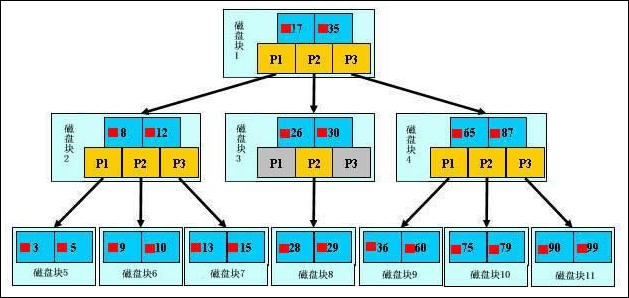 磁盘块1
17 35
P1 P2 P3
磁盘块2
8 12
P1 P2 P3
磁盘块3
26 30
P1 P2 P3
磁盘块4
65 87
P1 P2 P3
3 5
磁盘块5
9 10
磁盘块6
13 15
磁盘块7
28 29
磁盘块8
36 60
磁盘块9
75 79
磁盘块10
90 99
磁盘块11